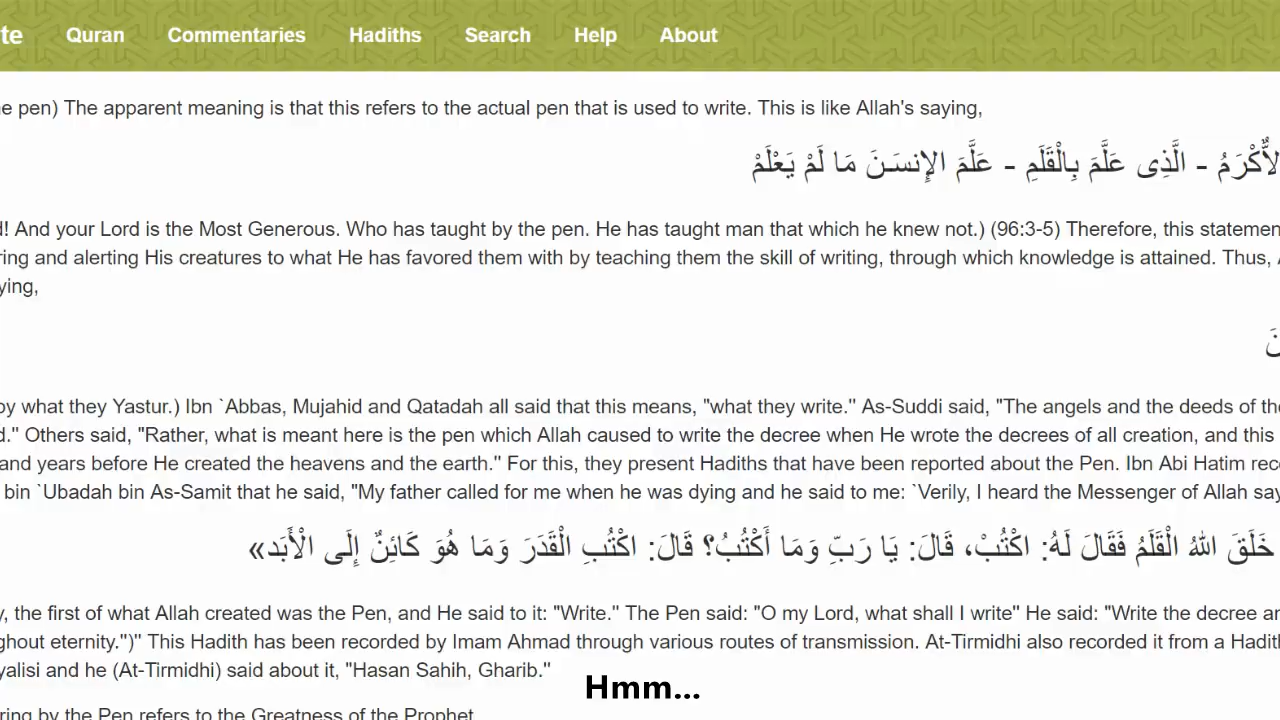 te Quran Commentaries Hadiths Search Help About
e pen) The apparent meaning is that this refers to the actual pen that is used to write. This is like Allah's saying,
لاٌّكْرَمُ - الَّذِى عَلَّمَ بِالْقَلَمِ - عَلَّمَ الإِنسَـنَ مَا لَمْ يَعْلَمْ
d! And your Lord is the Most Generous. Who has taught by the pen. He has taught man that which he knew not.) (96:3-5) Therefore, this statemen
ring and alerting His creatures to what He has favored them with by teaching them the skill of writing, through which knowledge is attained. Thus,
ying,
نَ
by what they Yastur.) Ibn `Abbas, Mujahid and Qatadah all said that this means, "what they write." As-Suddi said, "The angels and the deeds of the
d." Others said, "Rather, what is meant here is the pen which Allah caused to write the decree when He wrote the decrees of all creation, and this
and years before He created the heavens and the earth." For this, they present Hadiths that have been reported about the Pen. Ibn Abi Hatim rec
bin `Ubadah bin As-Samit that he said, "My father called for me when he was dying and he said to me: `Verily, I heard the Messenger of Allah say
خَلَقَ اللهُ الْقَلَمُ فَقَالَ لَهُ: اكْتُبْ، قَالَ: يَا رَبِّ وَمَا أَكْتُبُ؟ قَالَ: اكْتُبِ الْقَدَرَ وَمَا هُوَ كَائِنٌ إِلَى الْأَبَد»
y, the first of what Allah created was the Pen, and He said to it: "Write." The Pen said: "O my Lord, what shall I write" He said: "Write the decree an
ghout eternity.")" This Hadith has been recorded by Imam Ahmad through various routes of transmission. At-Tirmidhi also recorded it from a Hadith
yalisi and he (At-Tirmidhi) said about it, "Hasan Sahih, Gharib."
Hmm...
ring by the Pen refers to the Greatness of the Prophet